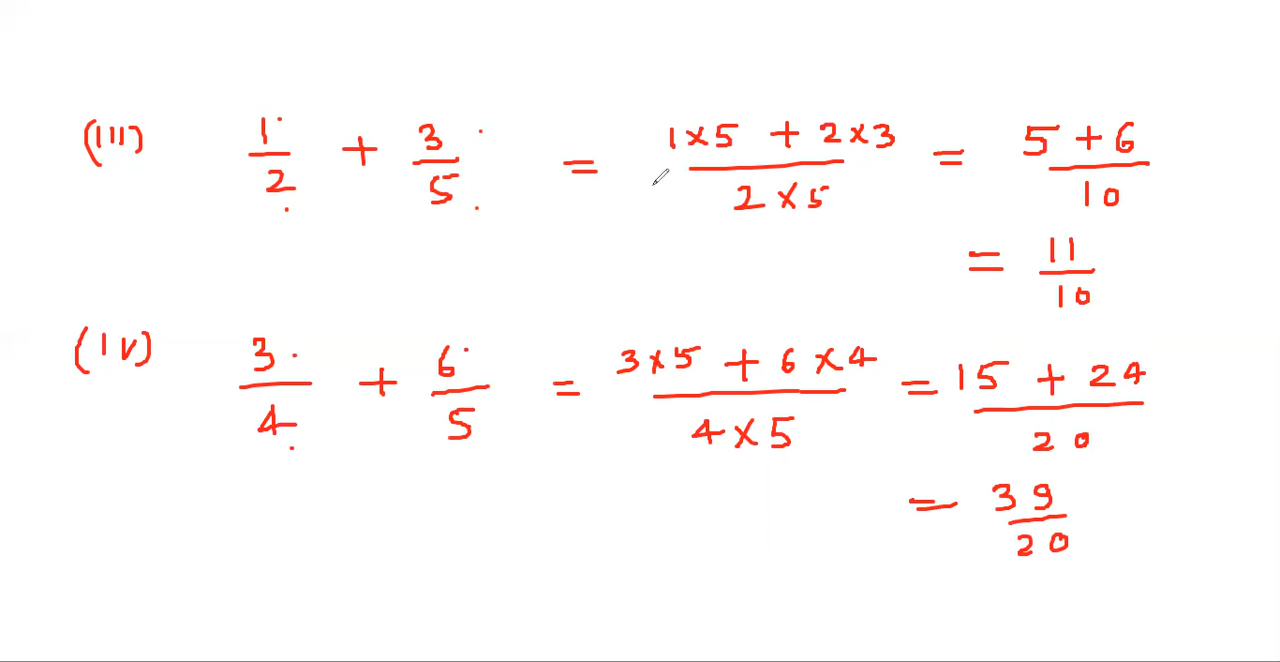 (III) 1/2 + 3/5 = (1×5 + 2×3)/(2×5) = (5+6)/10
= 11/10
(IV) 3/4 + 6/5 = (3×5 + 6×4)/(4×5) = (15 + 24)/20
= 39/20